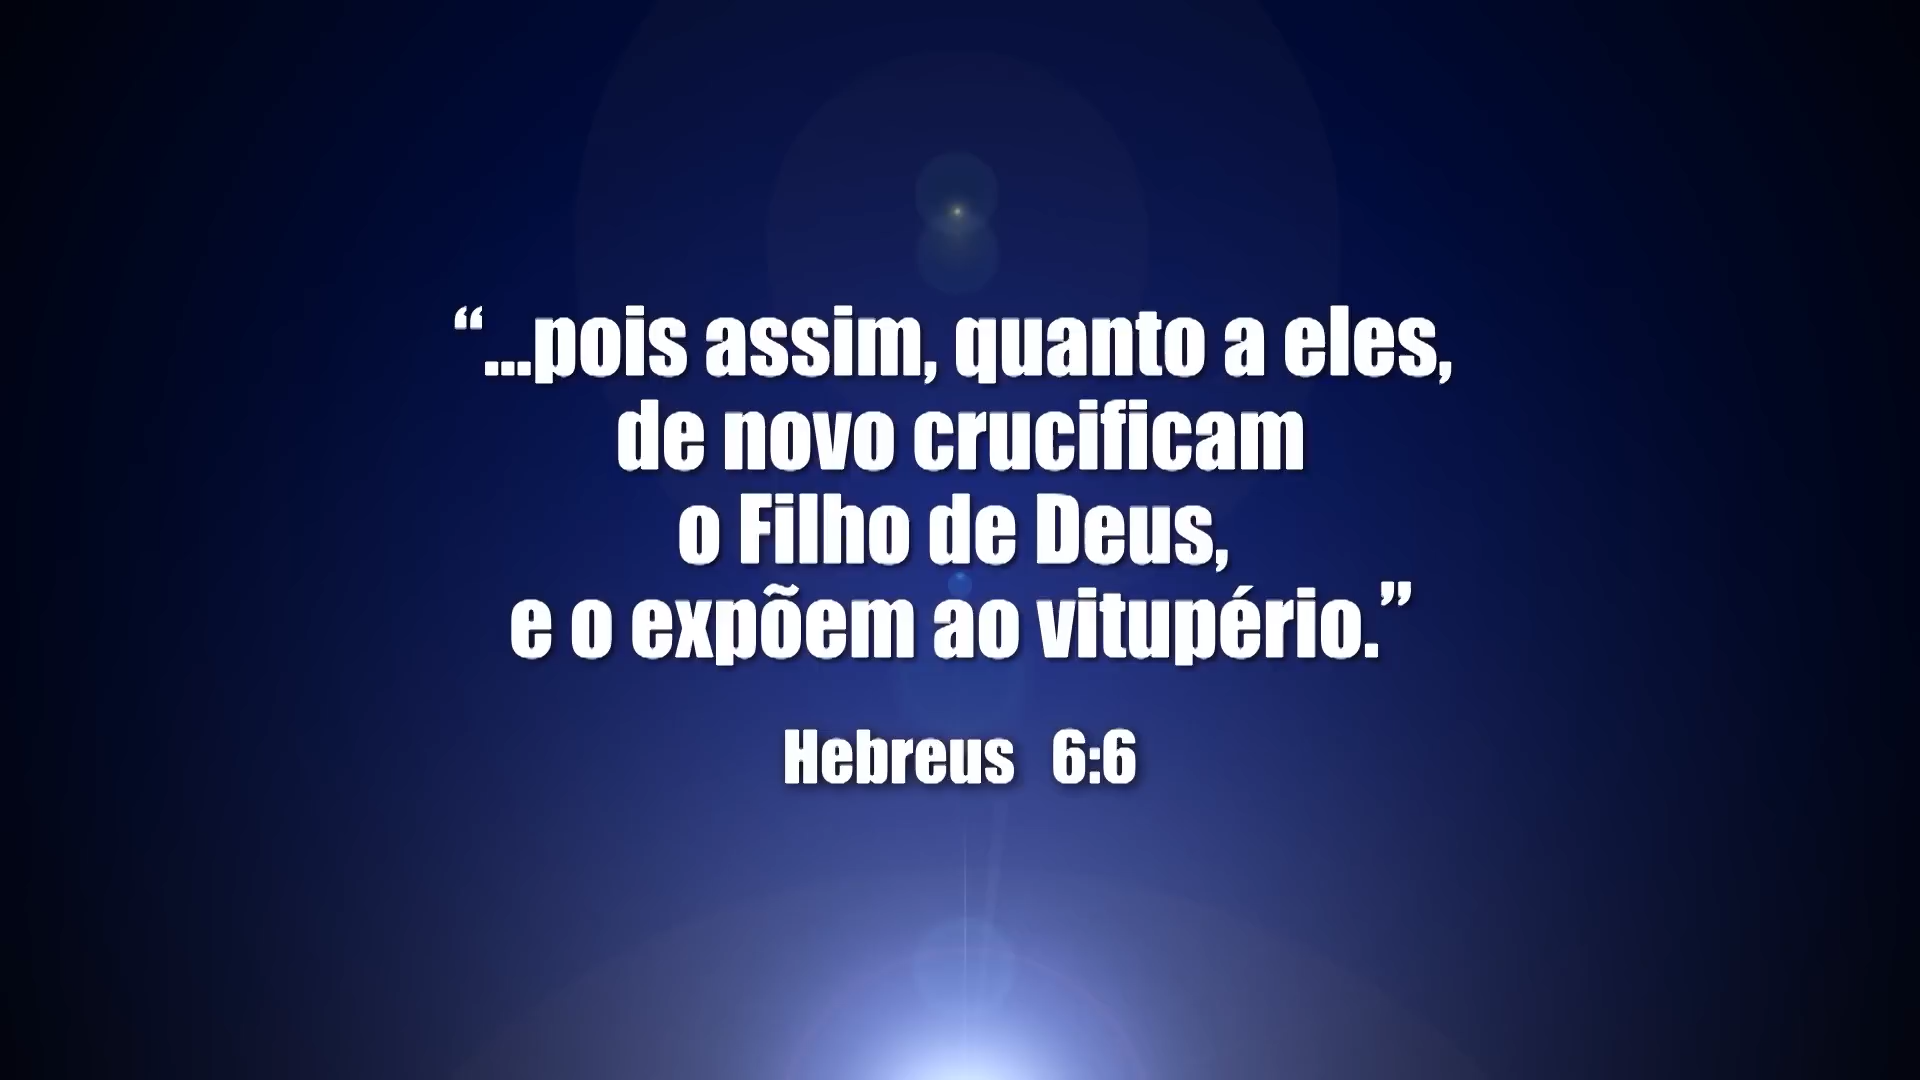 “...pois assim, quanto a eles,
de novo crucificam
o Filho de Deus,
e o expõem ao vitupério.”
Hebreus 6:6